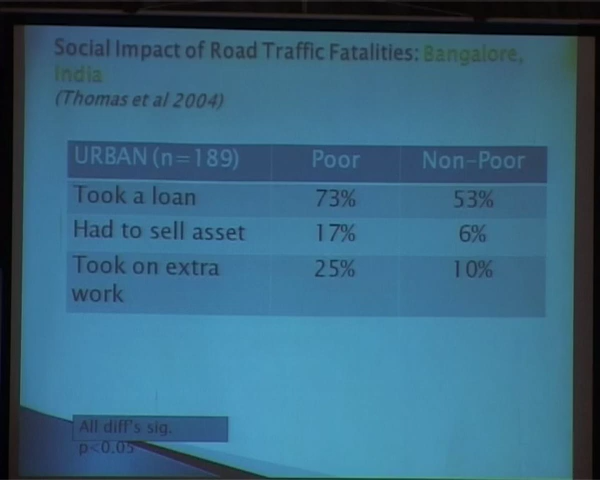 Social Impact of Road Traffic Fatalities: Bangalore,
India
(Thomas et al 2004)
URBAN (n=189) Poor Non-Poor
Took a loan 73% 53%
Had to sell asset 17% 6%
Took on extra 25% 10%
work
All diff's sig.
p<0.05